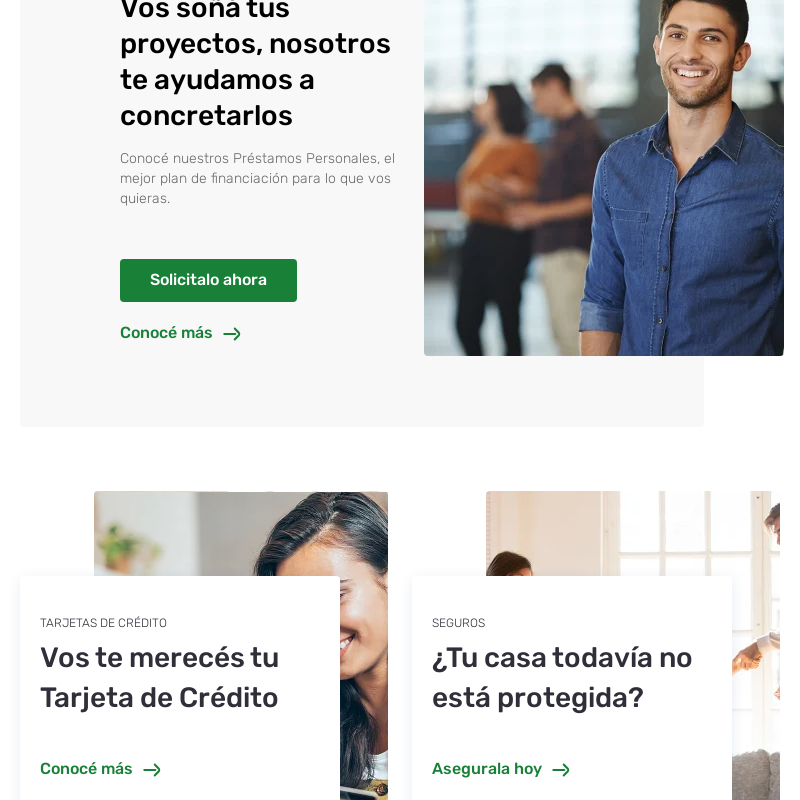 Vos soñá tus
proyectos, nosotros
te ayudamos a
concretarlos
Conocé nuestros Préstamos Personales, el
mejor plan de financiación para lo que vos
quieras.
Solicitalo ahora
Conocé más
TARJETAS DE CRÉDITO
Vos te merecés tu
Tarjeta de Crédito
Conocé más
SEGUROS
¿Tu casa todavía no
está protegida?
Asegurala hoy